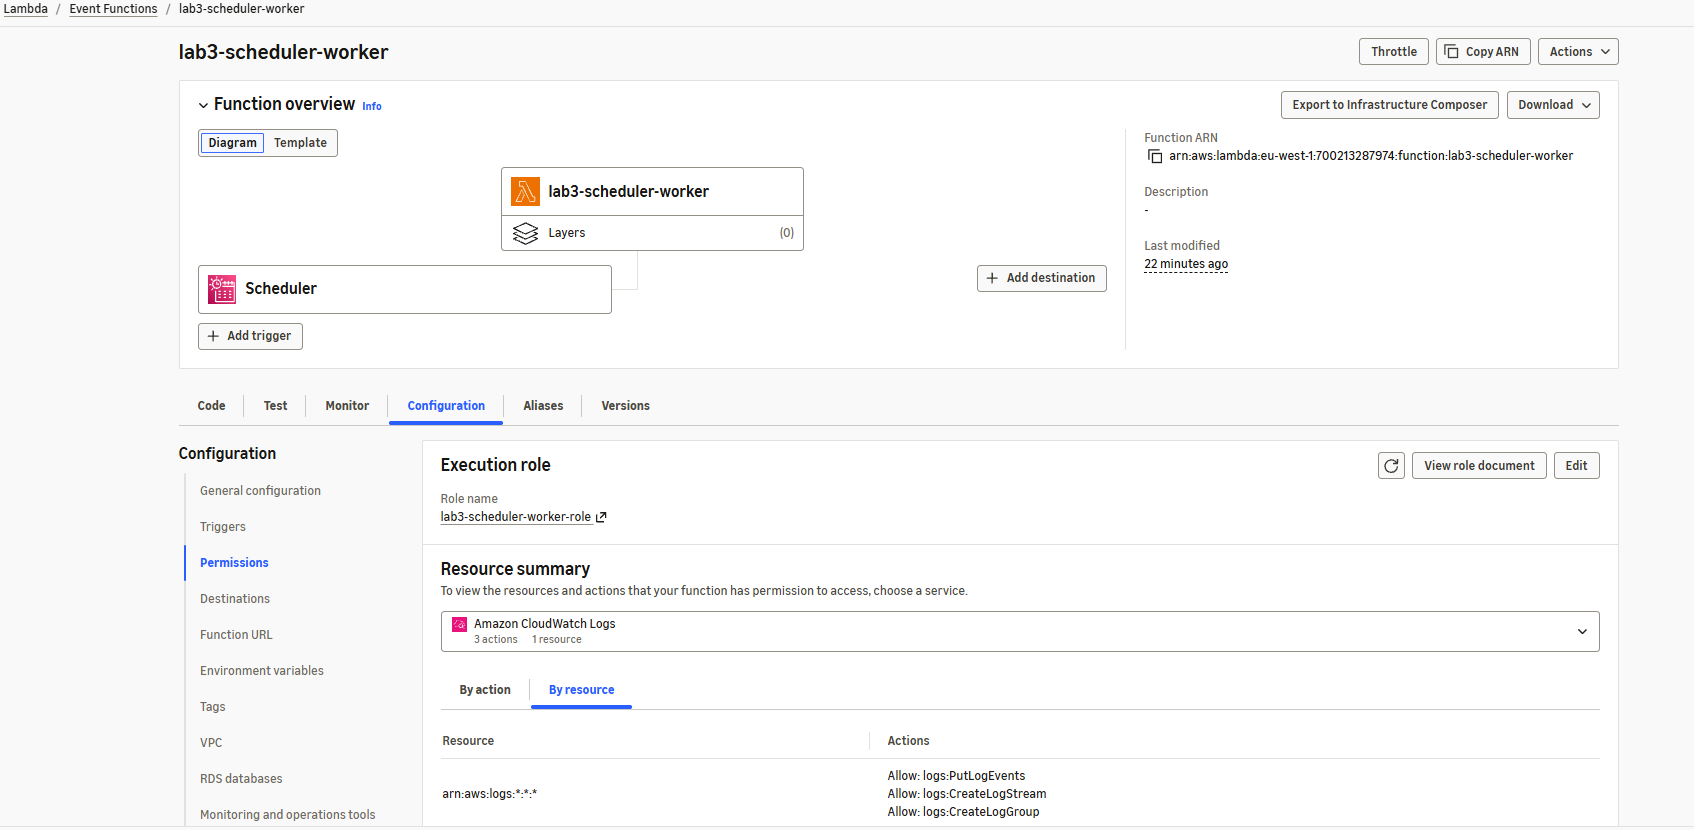 Lambda / Event Functions / lab3-scheduler-worker
lab3-scheduler-worker
Throttle
Copy ARN
Actions
Function overview Info
Export to Infrastructure Composer
Download
Diagram
Template
lab3-scheduler-worker
Layers (0)
Scheduler
+ Add destination
+ Add trigger
Function ARN
arn:aws:lambda:eu-west-1:700213287974:function:lab3-scheduler-worker
Description
-
Last modified
22 minutes ago
Code
Test
Monitor
Configuration
Aliases
Versions
Configuration
General configuration
Triggers
Permissions
Destinations
Function URL
Environment variables
Tags
VPC
RDS databases
Monitoring and operations tools
Execution role
View role document
Edit
Role name
lab3-scheduler-worker-role
Resource summary
To view the resources and actions that your function has permission to access, choose a service.
Amazon CloudWatch Logs
3 actions 1 resource
By action
By resource
Resource
Actions
arn:aws:logs:*:*:*
Allow: logs:PutLogEvents
Allow: logs:CreateLogStream
Allow: logs:CreateLogGroup